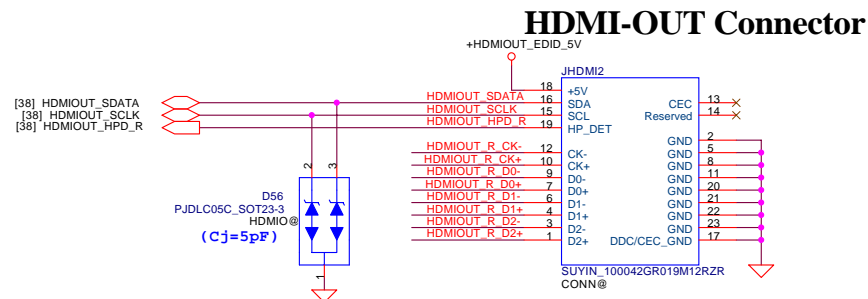 HDMI-OUT Connector
+HDMIOUT_EDID_5V
JHDMI2
[38] HDMIOUT_SDATA
[38] HDMIOUT_SCLK
[38] HDMIOUT_HPD_R
HDMIOUT_SDATA
HDMIOUT_SCLK
HDMIOUT_HPD_R
18 +5V
16 SDA
15 SCL
19 HP_DET
CEC 13
Reserved 14
HDMIOUT_R_CK- 12 CK-
HDMIOUT_R_CK+ 10 CK+
HDMIOUT_R_D0- 9 D0-
HDMIOUT_R_D0+ 7 D0+
HDMIOUT_R_D1- 6 D1-
HDMIOUT_R_D1+ 4 D1+
HDMIOUT_R_D2- 3 D2-
HDMIOUT_R_D2+ 1 D2+
GND 2
GND 5
GND 8
GND 11
GND 20
GND 21
GND 22
GND 23
DDC/CEC_GND 17
2 3
D56
PJDLC05C_SOT23-3
HDMIO@
(Cj=5pF)
1
SUYIN_100042GR019M12RZR
CONN@